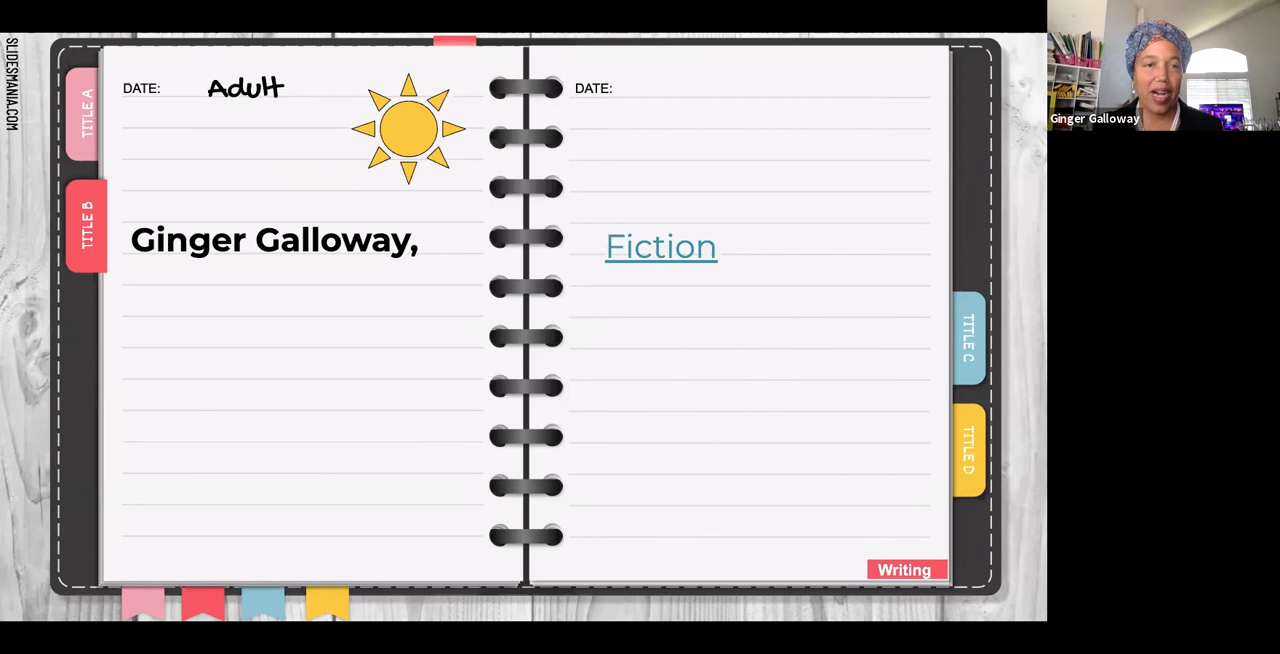 SLIDESMANIA.COM
TITLE A
TITLE B
DATE: Adult
Ginger Galloway,
DATE:
Fiction
Writing
TITLE C
TITLE D
Ginger Galloway